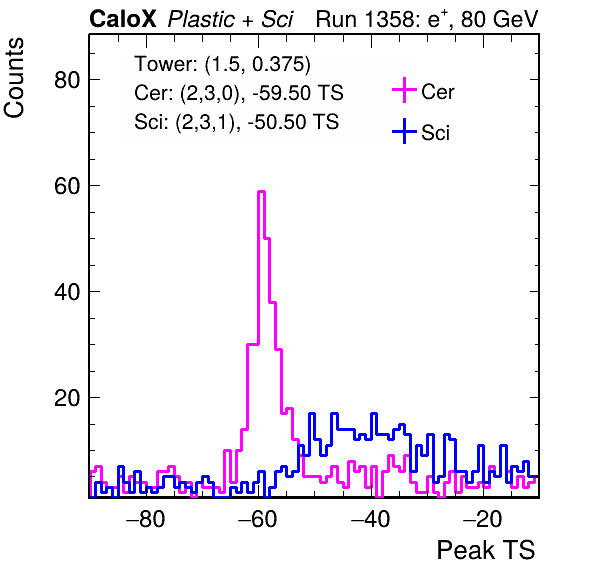 CaloX Plastic + Sci Run 1358: e+, 80 GeV
Counts
Tower: (1.5, 0.375)
Cer: (2,3,0), -59.50 TS
Sci: (2,3,1), -50.50 TS
Cer
Sci
80
60
40
20
−80 −60 −40 −20
Peak TS